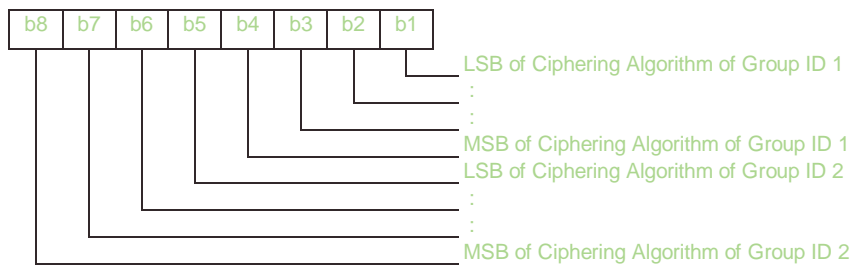 b8 b7 b6 b5 b4 b3 b2 b1
LSB of Ciphering Algorithm of Group ID 1
:
:
MSB of Ciphering Algorithm of Group ID 1
LSB of Ciphering Algorithm of Group ID 2
:
:
MSB of Ciphering Algorithm of Group ID 2